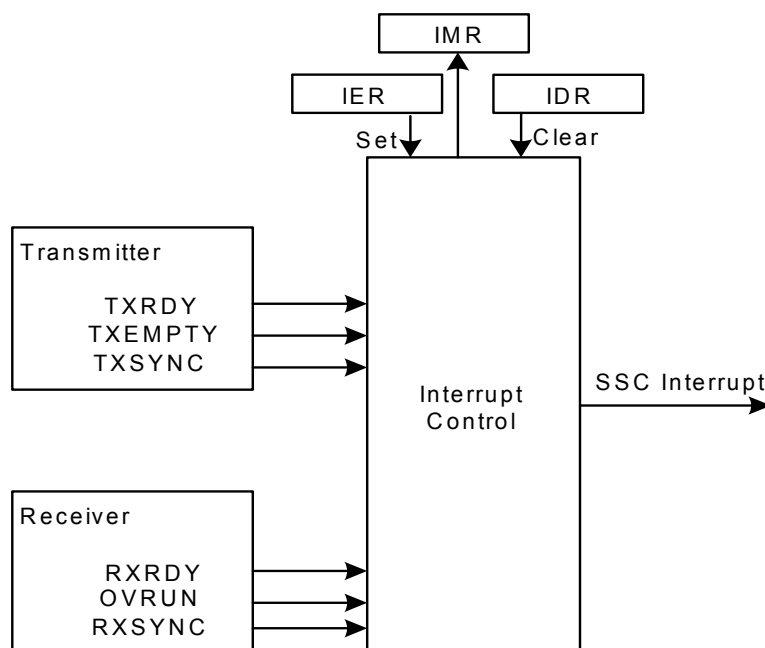 IMR
IER
IDR
Set
Clear
Transmitter
TXRDY
TXEMPTY
TXSYNC
Interrupt
Control
SSC Interrupt
Receiver
RXRDY
OVRUN
RXSYNC